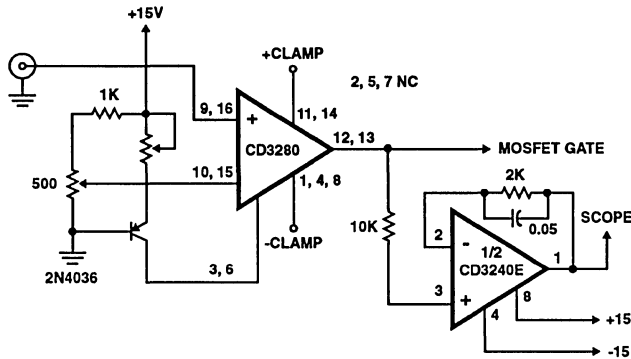 +15V
+CLAMP
2, 5, 7 NC
1K
9, 16
11, 14
+
CD3280
12, 13
MOSFET GATE
10, 15
500
1, 4, 8
2K
0.05
SCOPE
10K
-CLAMP
2
-
1/2
CD3240E
1
2N4036
3, 6
3
+
4
8
+15
-15